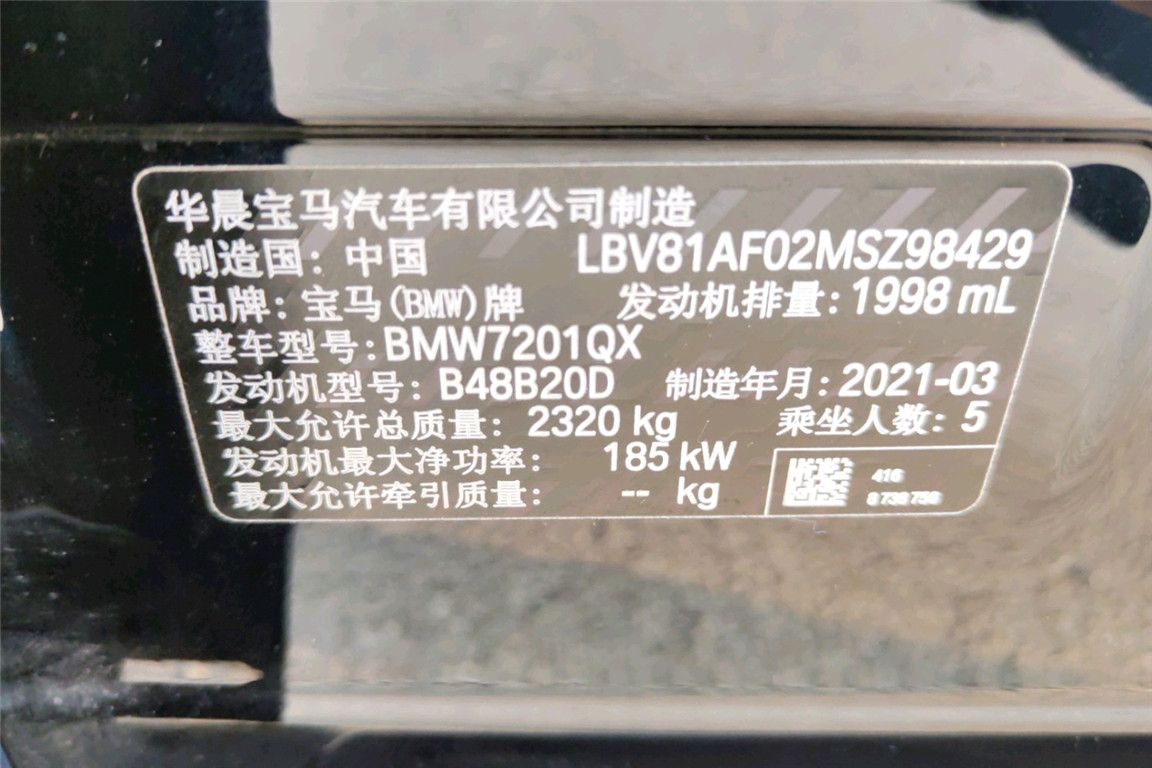 华晨宝马汽车有限公司制造
制造国：中国 LBV81AF02MSZ98429
品牌：宝马(BMW)牌 发动机排量：1998 mL
整车型号：BMW7201QX
发动机型号：B48B20D 制造年月：2021-03
最大允许总质量：2320 kg 乘坐人数：5
发动机最大净功率：185 kW
最大允许牵引质量：-- kg
416
8 738 758